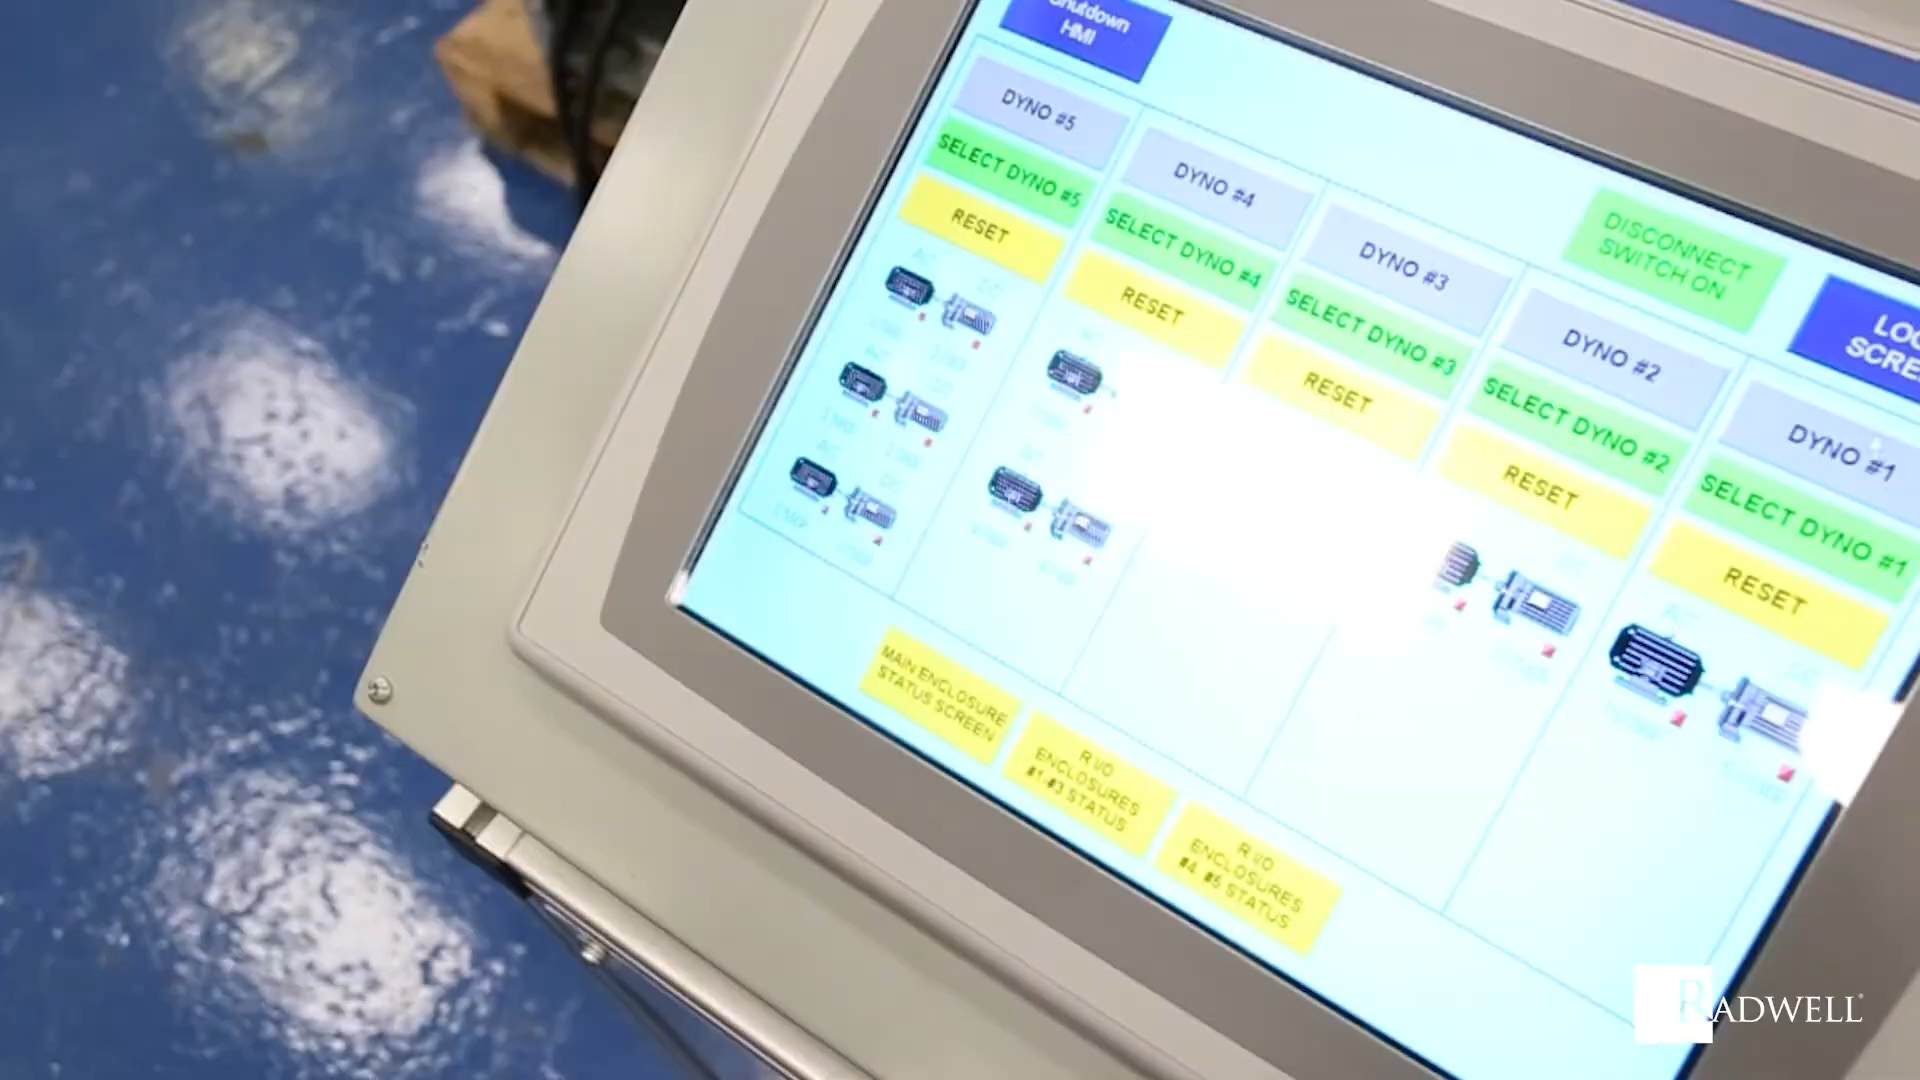 Shutdown
HMI
DYNO #5
SELECT DYNO #5
RESET
DYNO #4
SELECT DYNO #4
RESET
DYNO #3
SELECT DYNO #3
RESET
DYNO #2
SELECT DYNO #2
RESET
DYNO #1
SELECT DYNO #1
RESET
DISCONNECT
SWITCH ON
MAIN ENCLOSURE
STATUS SCREEN
R I/O
ENCLOSURES
#1-#3 STATUS
R I/O
ENCLOSURES
#4, #5 STATUS
RADWELL